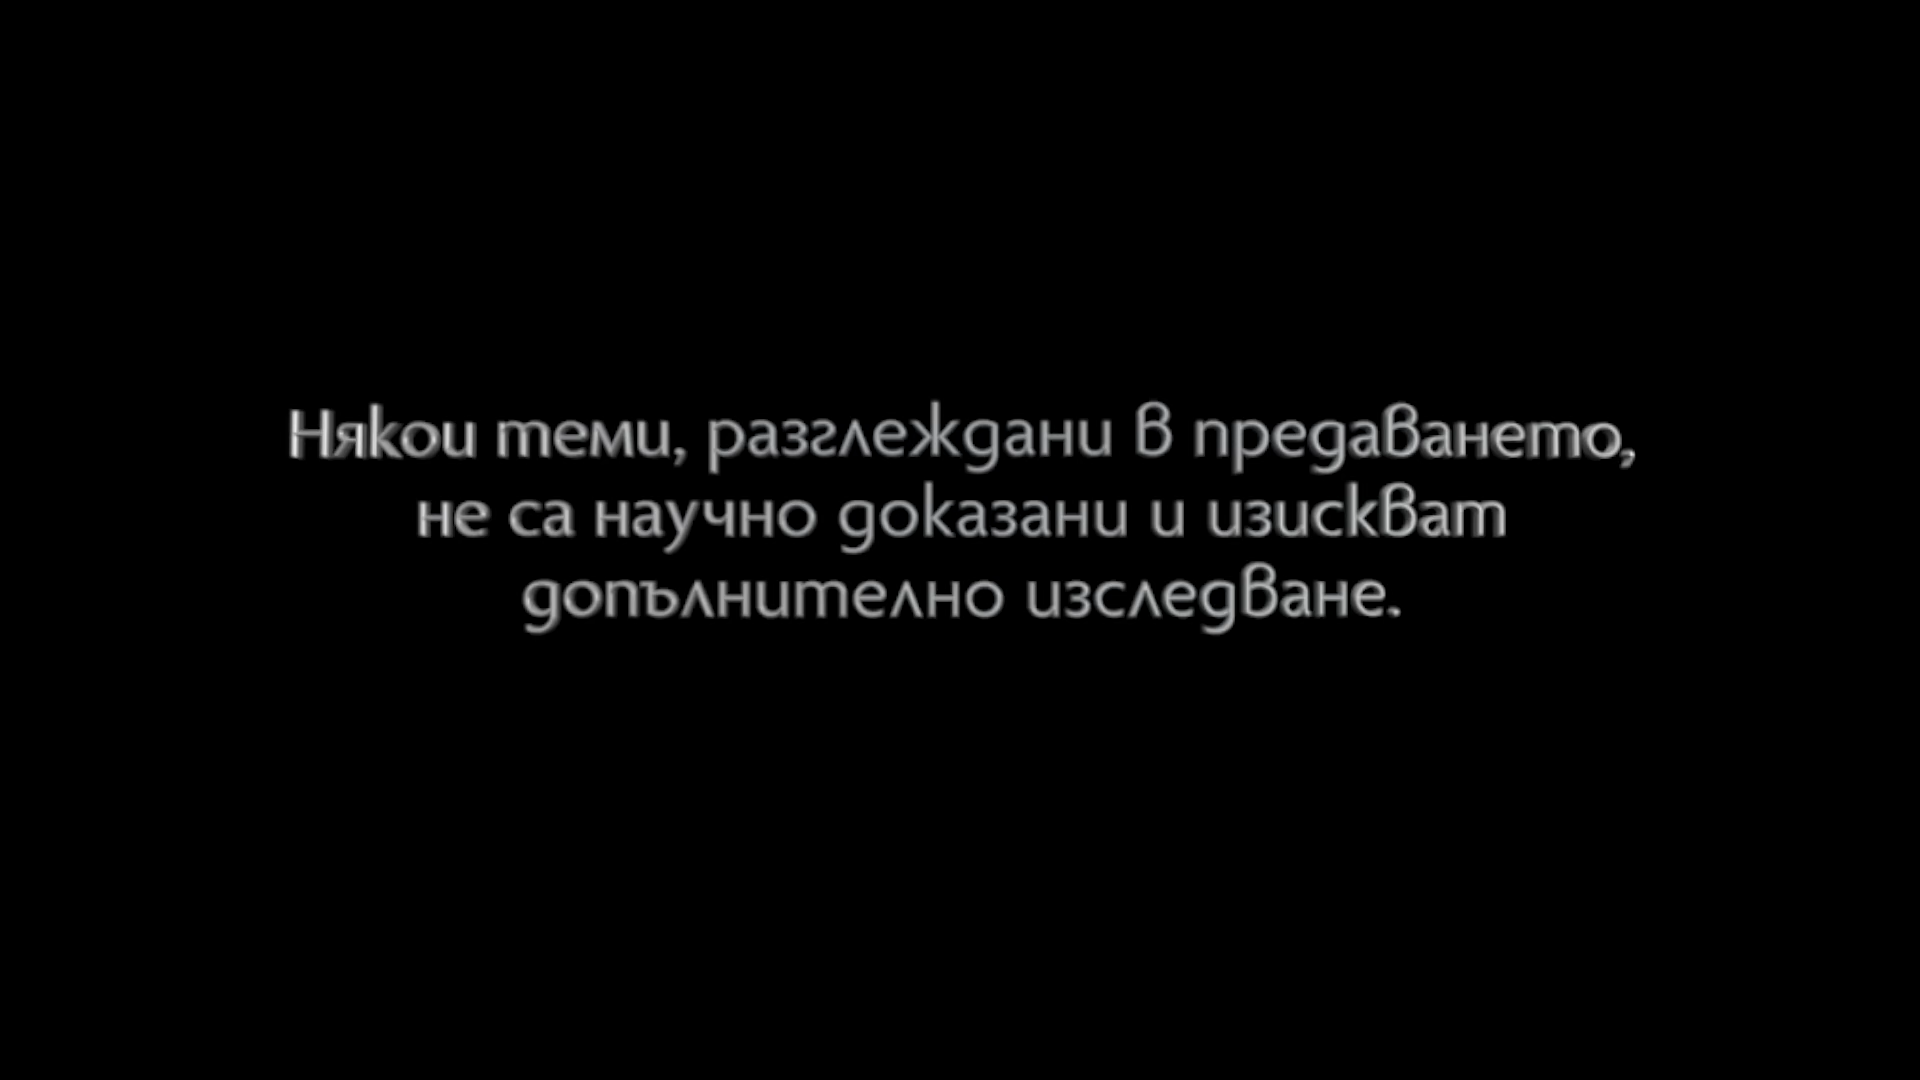 Някои теми, разглеждани в предаването,
не са научно доказани и изискват
допълнително изследване.